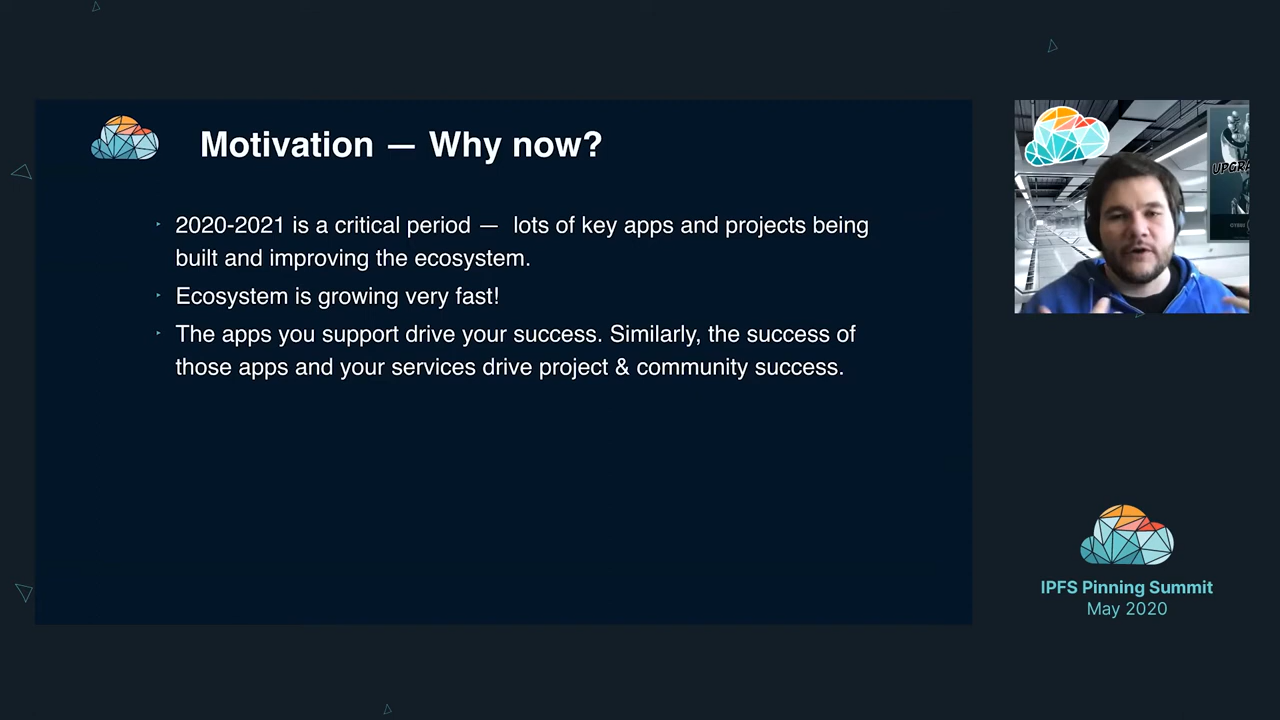 Motivation — Why now?
2020-2021 is a critical period — lots of key apps and projects being
built and improving the ecosystem.
Ecosystem is growing very fast!
The apps you support drive your success. Similarly, the success of
those apps and your services drive project & community success.
IPFS Pinning Summit
May 2020